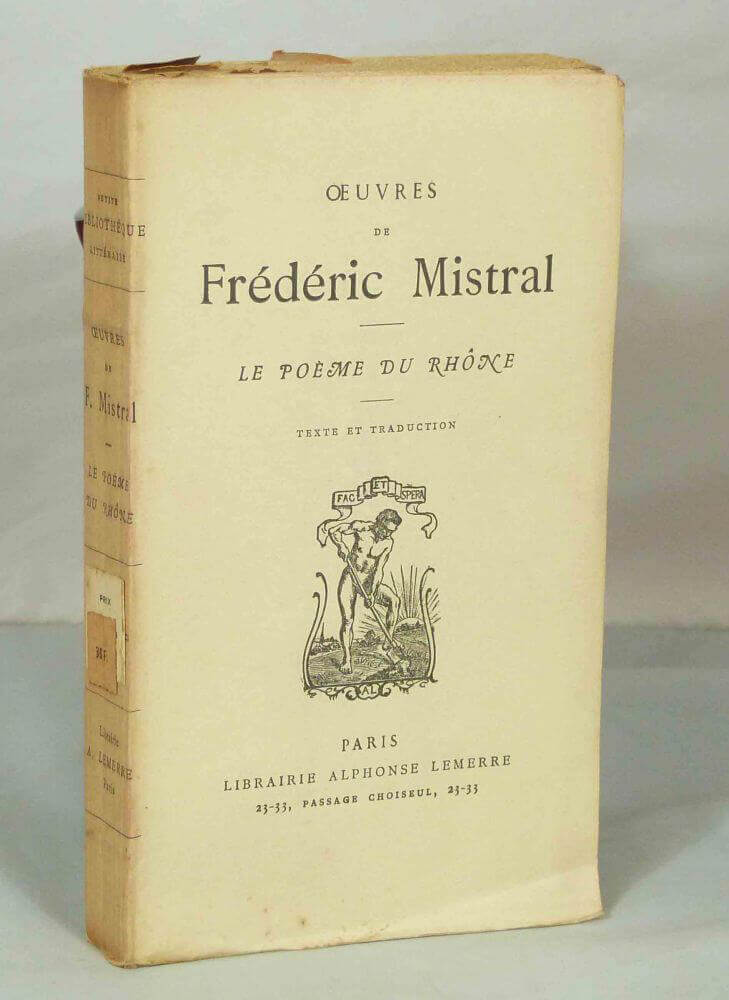 ŒUVRES
DE
Frédéric Mistral
LE POÈME DU RHÔNE
TEXTE ET TRADUCTION
FAC ET SPERA
AL
PARIS
LIBRAIRIE ALPHONSE LEMERRE
23-33, PASSAGE CHOISEUL, 23-33
PETITE
BIBLIOTHÈQUE
LITTÉRAIRE
ŒUVRES
DE
F. Mistral
LE POÈME
DU RHÔNE
PRIX
Librairie
A. LEMERRE
Paris